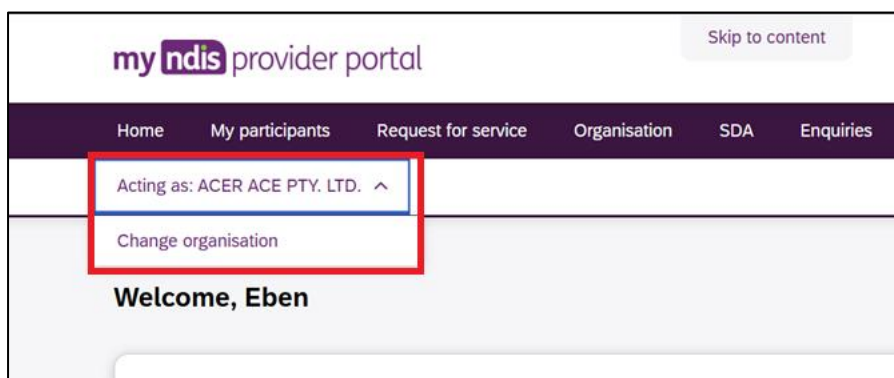 Skip to content
my ndis provider portal
Home My participants Request for service Organisation SDA Enquiries
Acting as: ACER ACE PTY. LTD.
Change organisation
Welcome, Eben